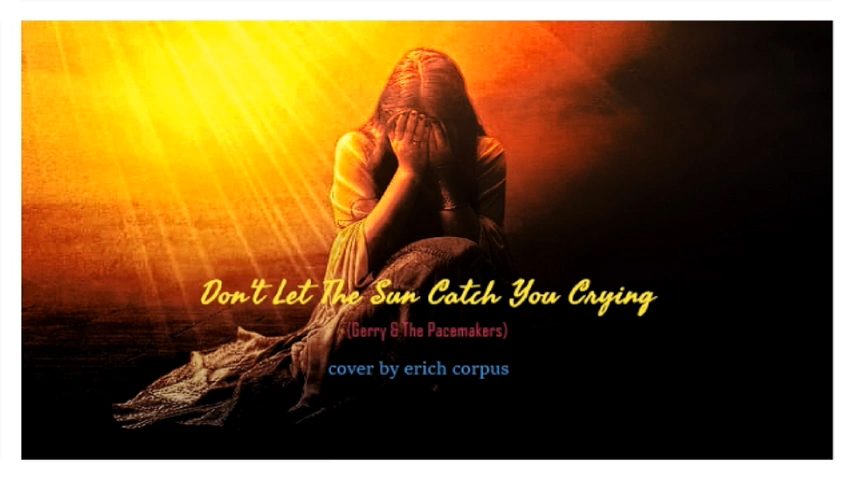 Don't Let The Sun Catch You Crying
(Gerry & The Pacemakers)
cover by erich corpus